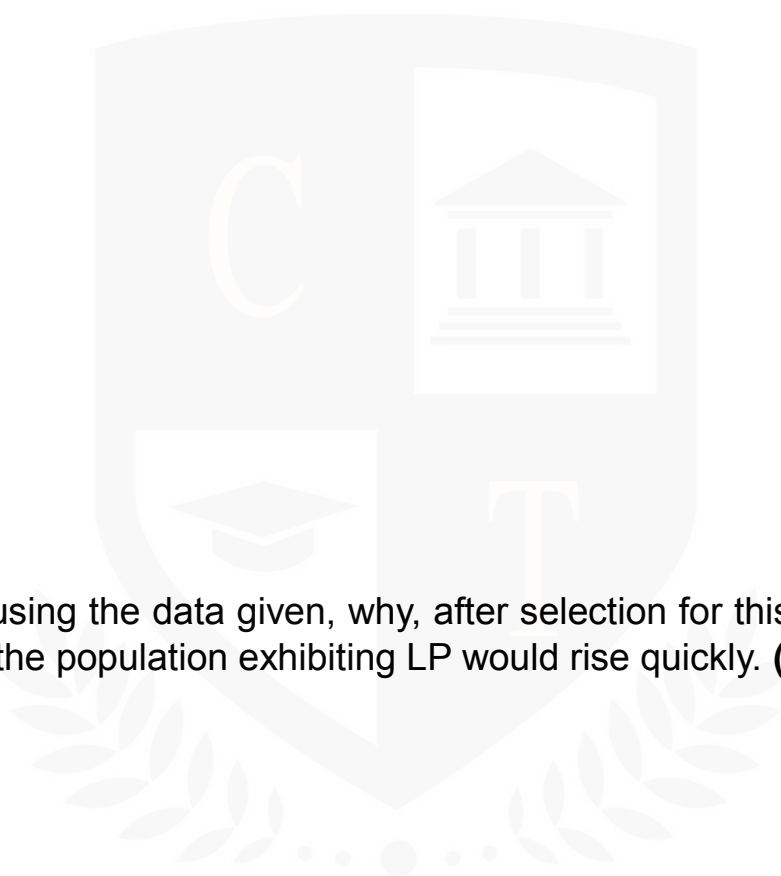 C
T
using the data given, why, after selection for this
the population exhibiting LP would rise quickly. (